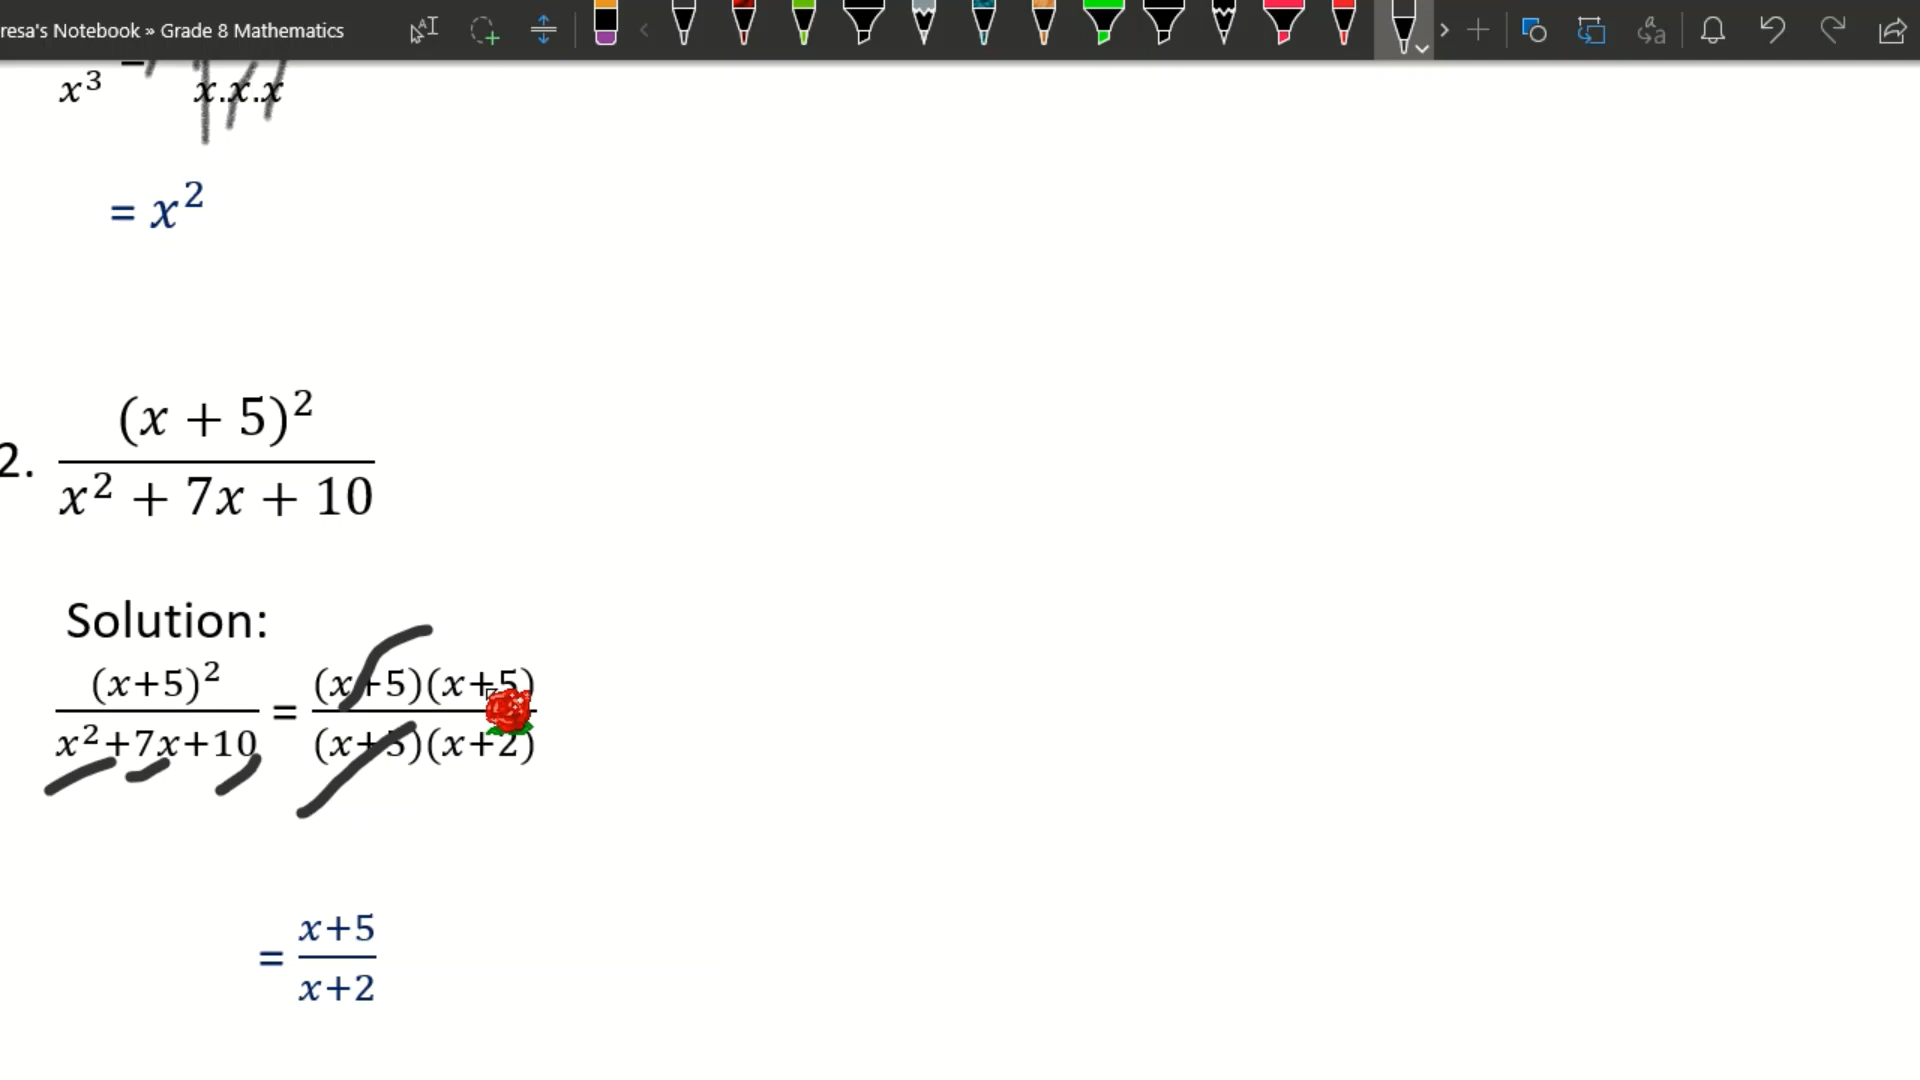 resa's Notebook » Grade 8 Mathematics
x³ x.x.x
= x²
2. (x + 5)² / x² + 7x + 10
Solution:
(x+5)² / x²+7x+10 = (x+5)(x+5) / (x+5)(x+2)
= x+5 / x+2